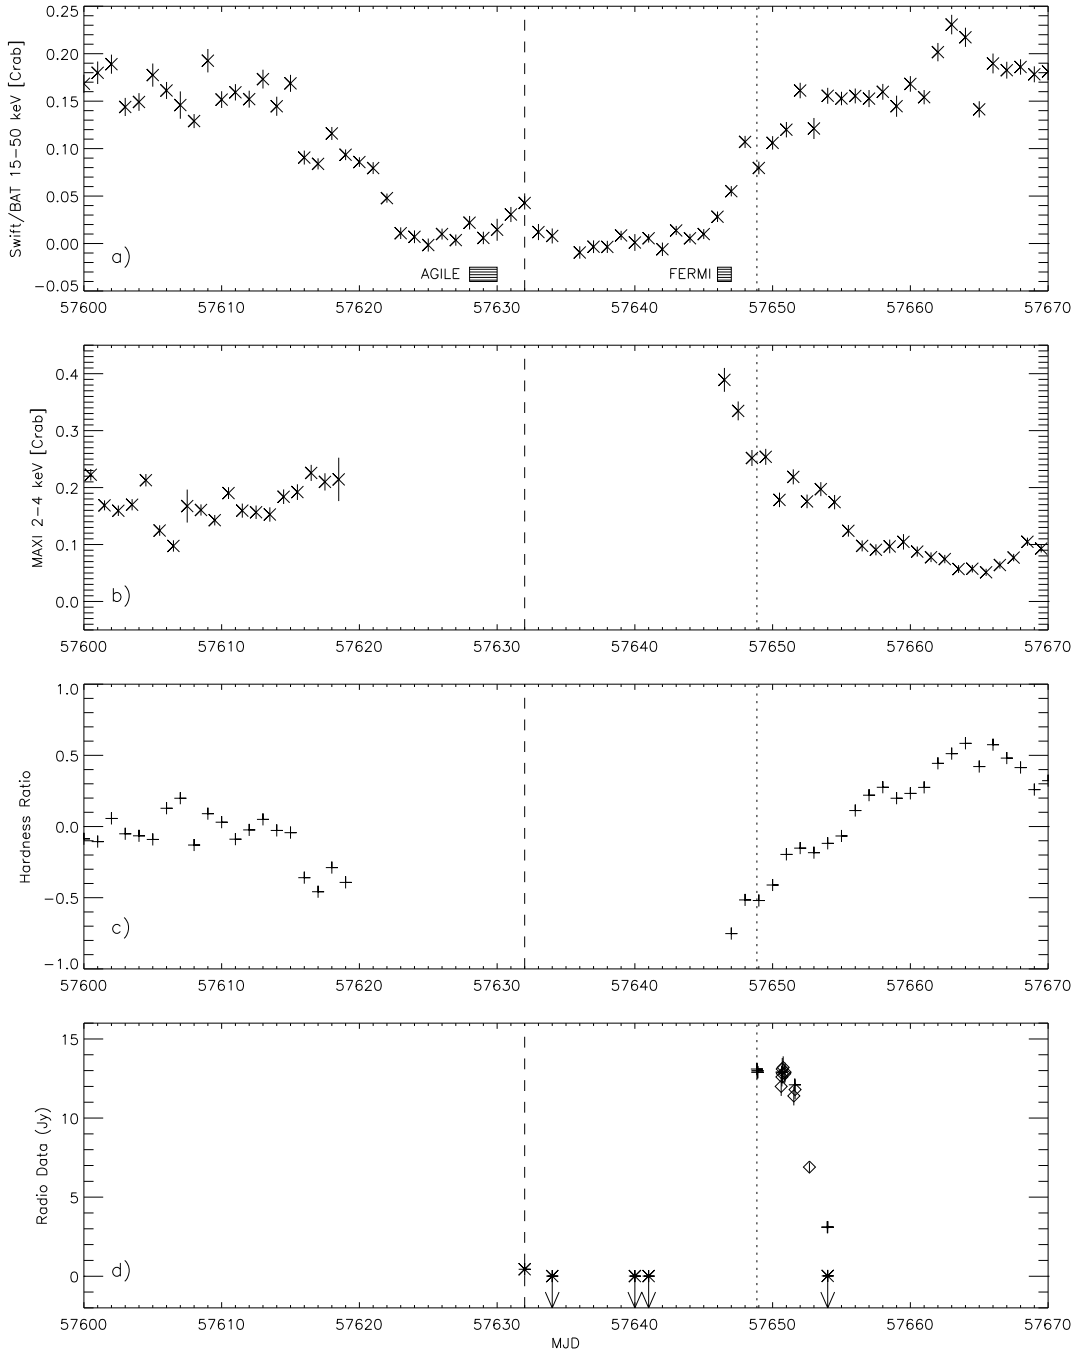 0.25
0.20
0.15
0.10
0.05
0.00
−0.05
Swift/BAT 15−50 keV [Crab]
a)
AGILE
FERMI
57600 57610 57620 57630 57640 57650 57660 57670
0.4
0.3
0.2
0.1
0.0
MAXI 2−4 keV [Crab]
b)
57600 57610 57620 57630 57640 57650 57660 57670
1.0
0.5
0.0
−0.5
−1.0
Hardness Ratio
c)
57600 57610 57620 57630 57640 57650 57660 57670
15
10
5
0
Radio Data (Jy)
d)
57600 57610 57620 57630 57640 57650 57660 57670
MJD